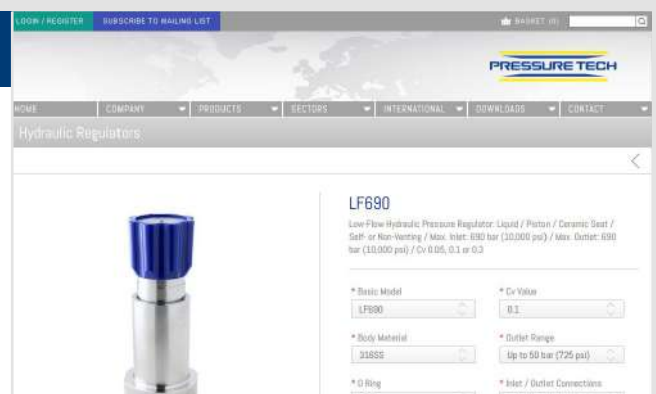 LOGIN / REGISTER
SUBSCRIBE TO MAILING LIST
BASKET (0)
PRESSURE TECH
HOME
COMPANY
PRODUCTS
SECTORS
INTERNATIONAL
DOWNLOADS
CONTACT
Hydraulic Regulators
LF690
Low-Flow Hydraulic Pressure Regulator: Liquid / Piston / Ceramic Seat /
Self- or Non-Venting / Max. Inlet: 690 bar (10,000 psi) / Max. Outlet: 690
bar (10,000 psi) / Cv 0.05, 0.1 or 0.3
* Basic Model
LF690
* Cv Value
0.1
* Body Material
316SS
* Outlet Range
Up to 50 bar (725 psi)
* O Ring
* Inlet / Outlet Connections